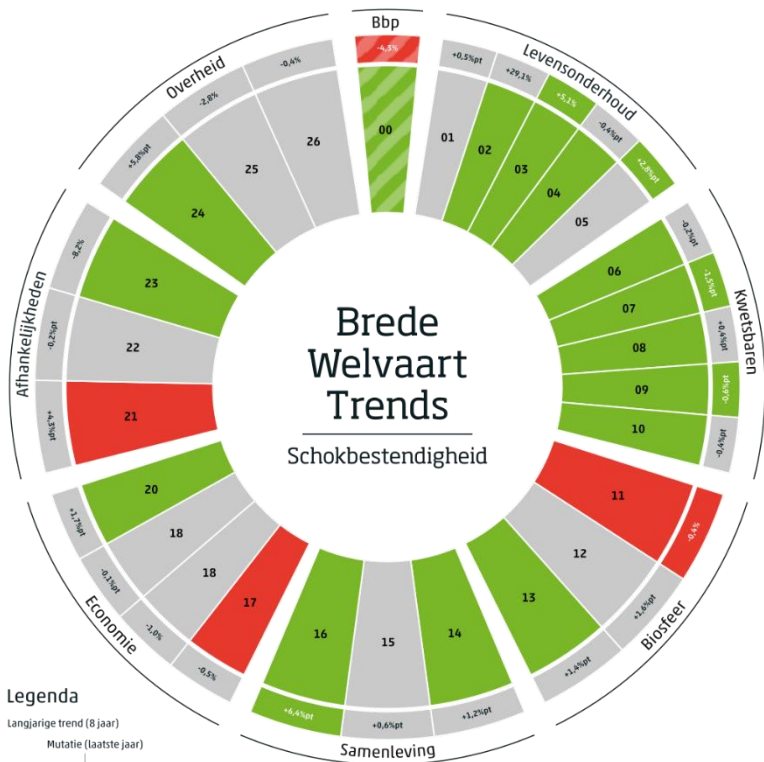 Bbp
-4,3%
00
Levensonderhoud
+0,5%pt
+29,1%
+5,1%
-0,4%pt
+2,8%pt
01
02
03
04
05
Kwetsbaren
-0,2%pt
-1,5%pt
+0,4%pt
-0,6%pt
-0,4%pt
06
07
08
09
10
Biosfeer
-0,4%
+1,6%pt
+1,4%pt
11
12
13
Samenleving
+1,2%pt
+0,6%pt
+6,4%pt
14
15
16
Economie
-0,5%
-1,0%
-0,1%pt
+1,7%pt
17
18
18
20
Afhankelijkheden
+4,3%pt
-0,2%pt
-8,2%
21
22
23
Overheid
+5,8%pt
-2,8%
-0,4%
24
25
26
Brede
Welvaart
Trends
Schokbestendigheid
Legenda
Langjarige trend (8 jaar)
Mutatie (laatste jaar)